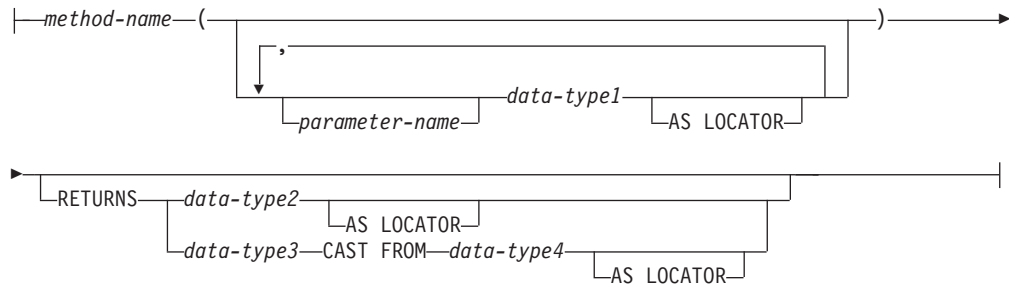 method-name ( )
,
data-type1
parameter-name AS LOCATOR
RETURNS data-type2
AS LOCATOR
data-type3 CAST FROM data-type4
AS LOCATOR